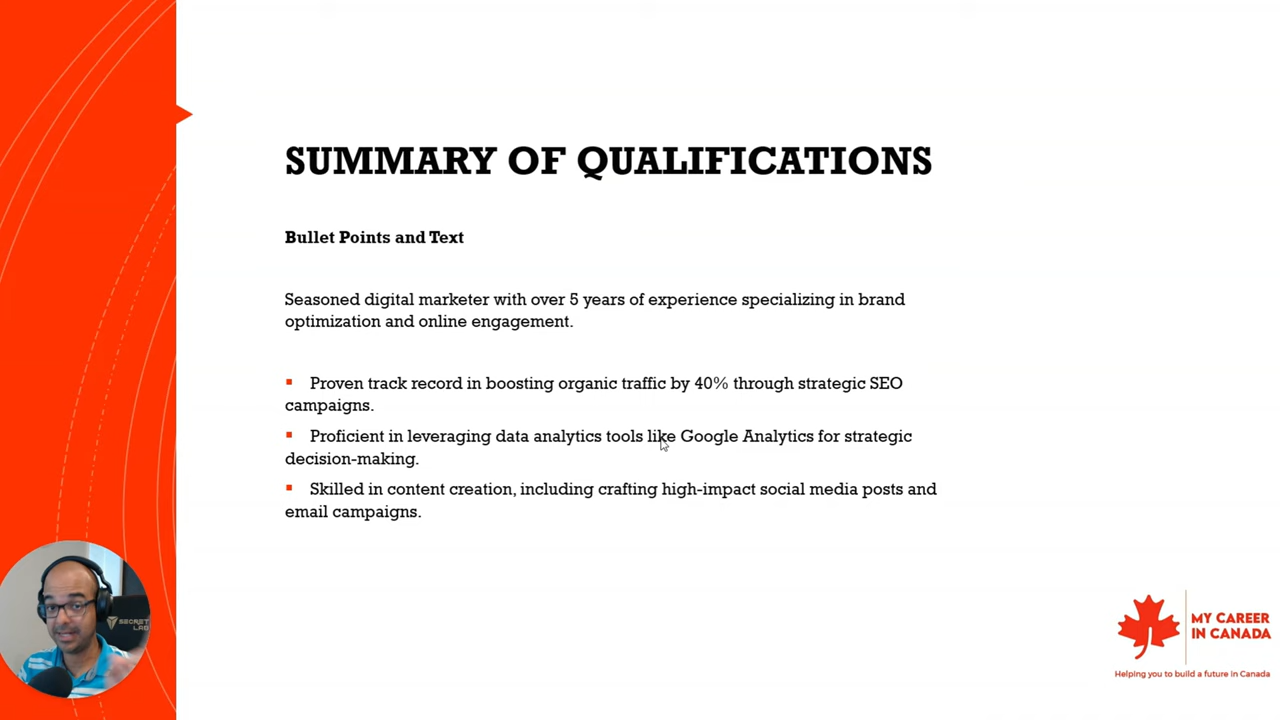 SUMMARY OF QUALIFICATIONS
Bullet Points and Text
Seasoned digital marketer with over 5 years of experience specializing in brand
optimization and online engagement.
Proven track record in boosting organic traffic by 40% through strategic SEO
campaigns.
Proficient in leveraging data analytics tools like Google Analytics for strategic
decision-making.
Skilled in content creation, including crafting high-impact social media posts and
email campaigns.
SECRET
LAB
MY CAREER
IN CANADA
Helping you to build a future in Canada